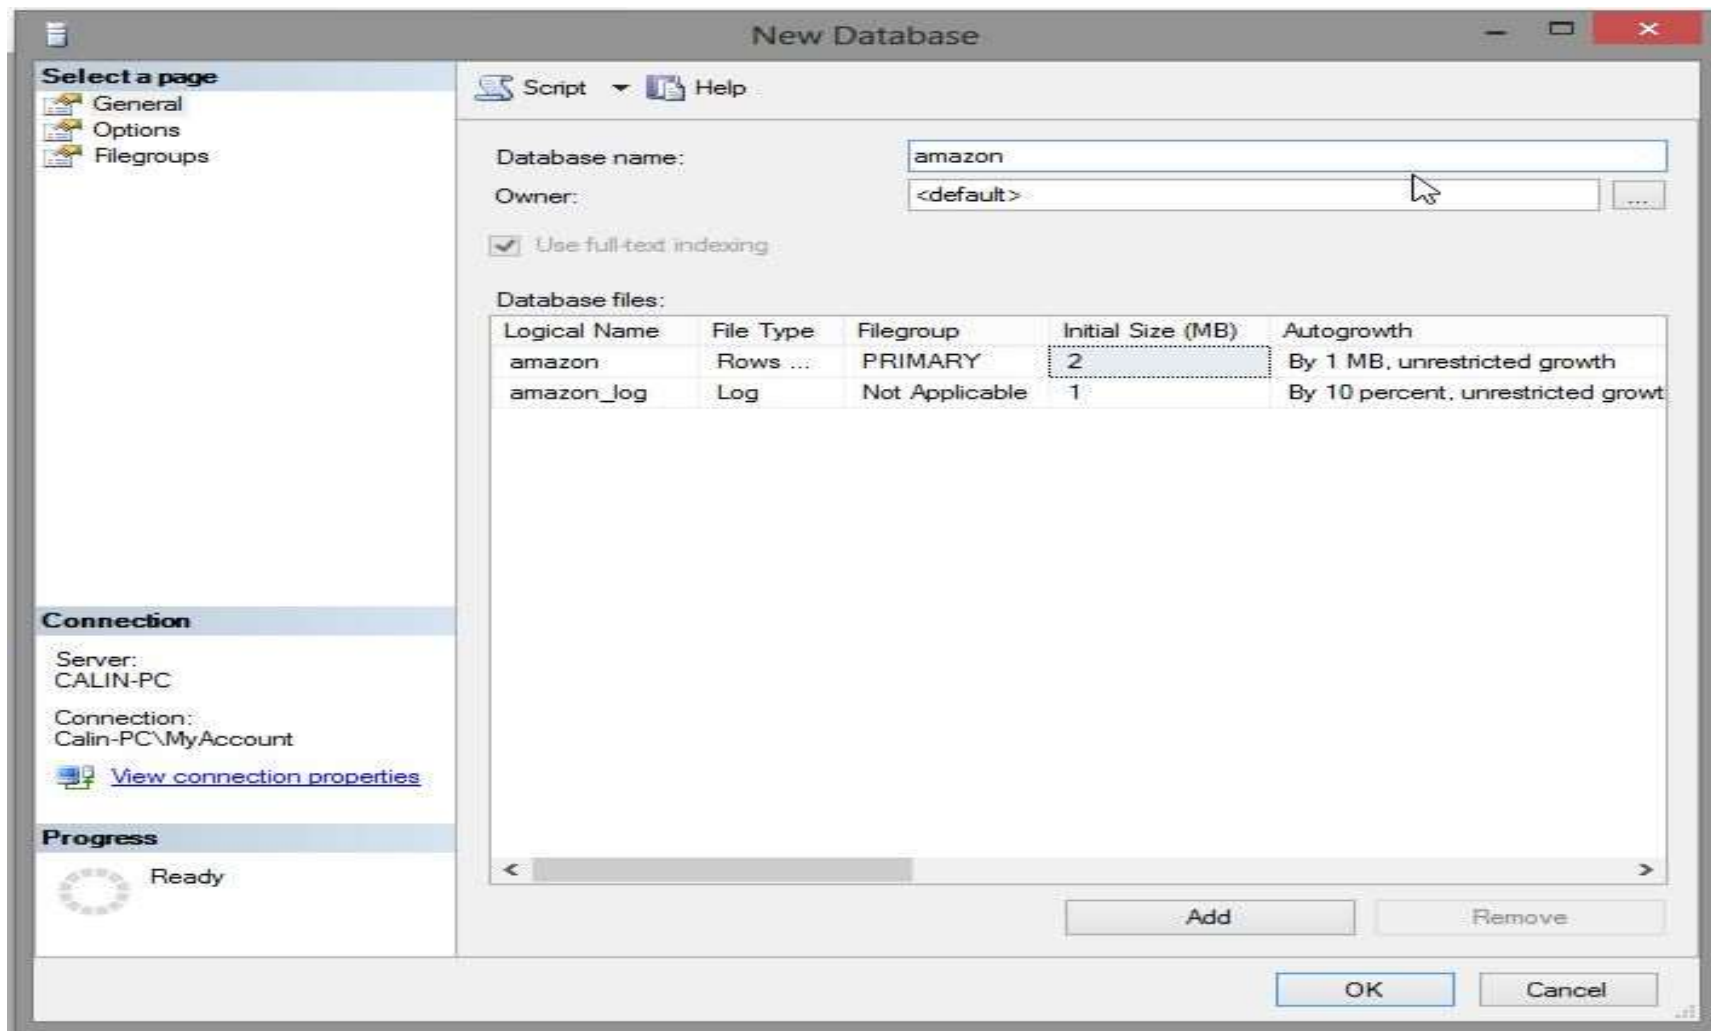 New Database
Select a page
General
Options
Filegroups
Connection
Server:
CALIN-PC
Connection:
Calin-PC\MyAccount
View connection properties
Progress
Ready
Script Help
Database name: amazon
Owner: <default> ...
Use full-text indexing
Database files:
Logical Name File Type Filegroup Initial Size (MB) Autogrowth
amazon Rows ... PRIMARY 2 By 1 MB, unrestricted growth
amazon_log Log Not Applicable 1 By 10 percent, unrestricted growt
Add Remove
OK Cancel